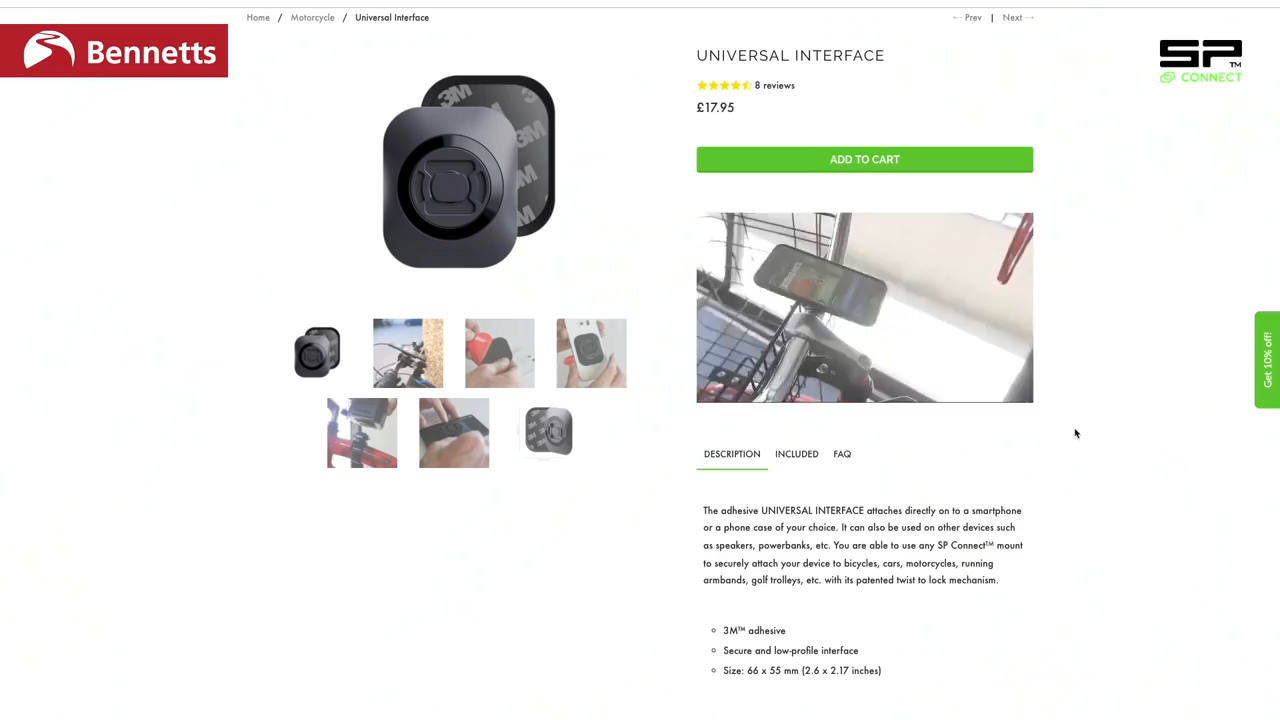 Home / Motorcycle / Universal Interface
← Prev | Next →
Bennetts
SP™
CONNECT
UNIVERSAL INTERFACE
8 reviews
£17.95
ADD TO CART
3M
3M
3M
Get 10% off!
DESCRIPTION INCLUDED FAQ
The adhesive UNIVERSAL INTERFACE attaches directly on to a smartphone
or a phone case of your choice. It can also be used on other devices such
as speakers, powerbanks, etc. You are able to use any SP Connect™ mount
to securely attach your device to bicycles, cars, motorcycles, running
armbands, golf trolleys, etc. with its patented twist to lock mechanism.
3M™ adhesive
Secure and low-profile interface
Size: 66 x 55 mm (2.6 x 2.17 inches)